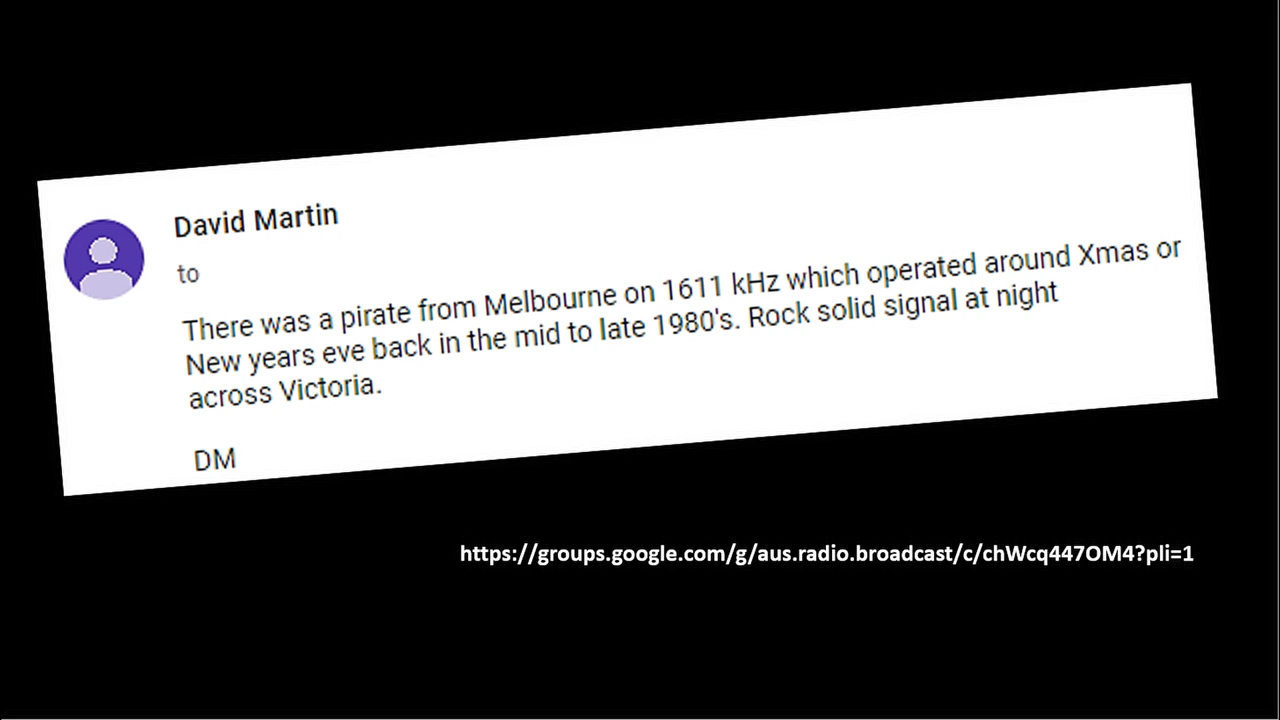 David Martin
to
There was a pirate from Melbourne on 1611 kHz which operated around Xmas or
New years eve back in the mid to late 1980's. Rock solid signal at night
across Victoria.
DM
https://groups.google.com/g/aus.radio.broadcast/c/chWcq447OM4?pli=1